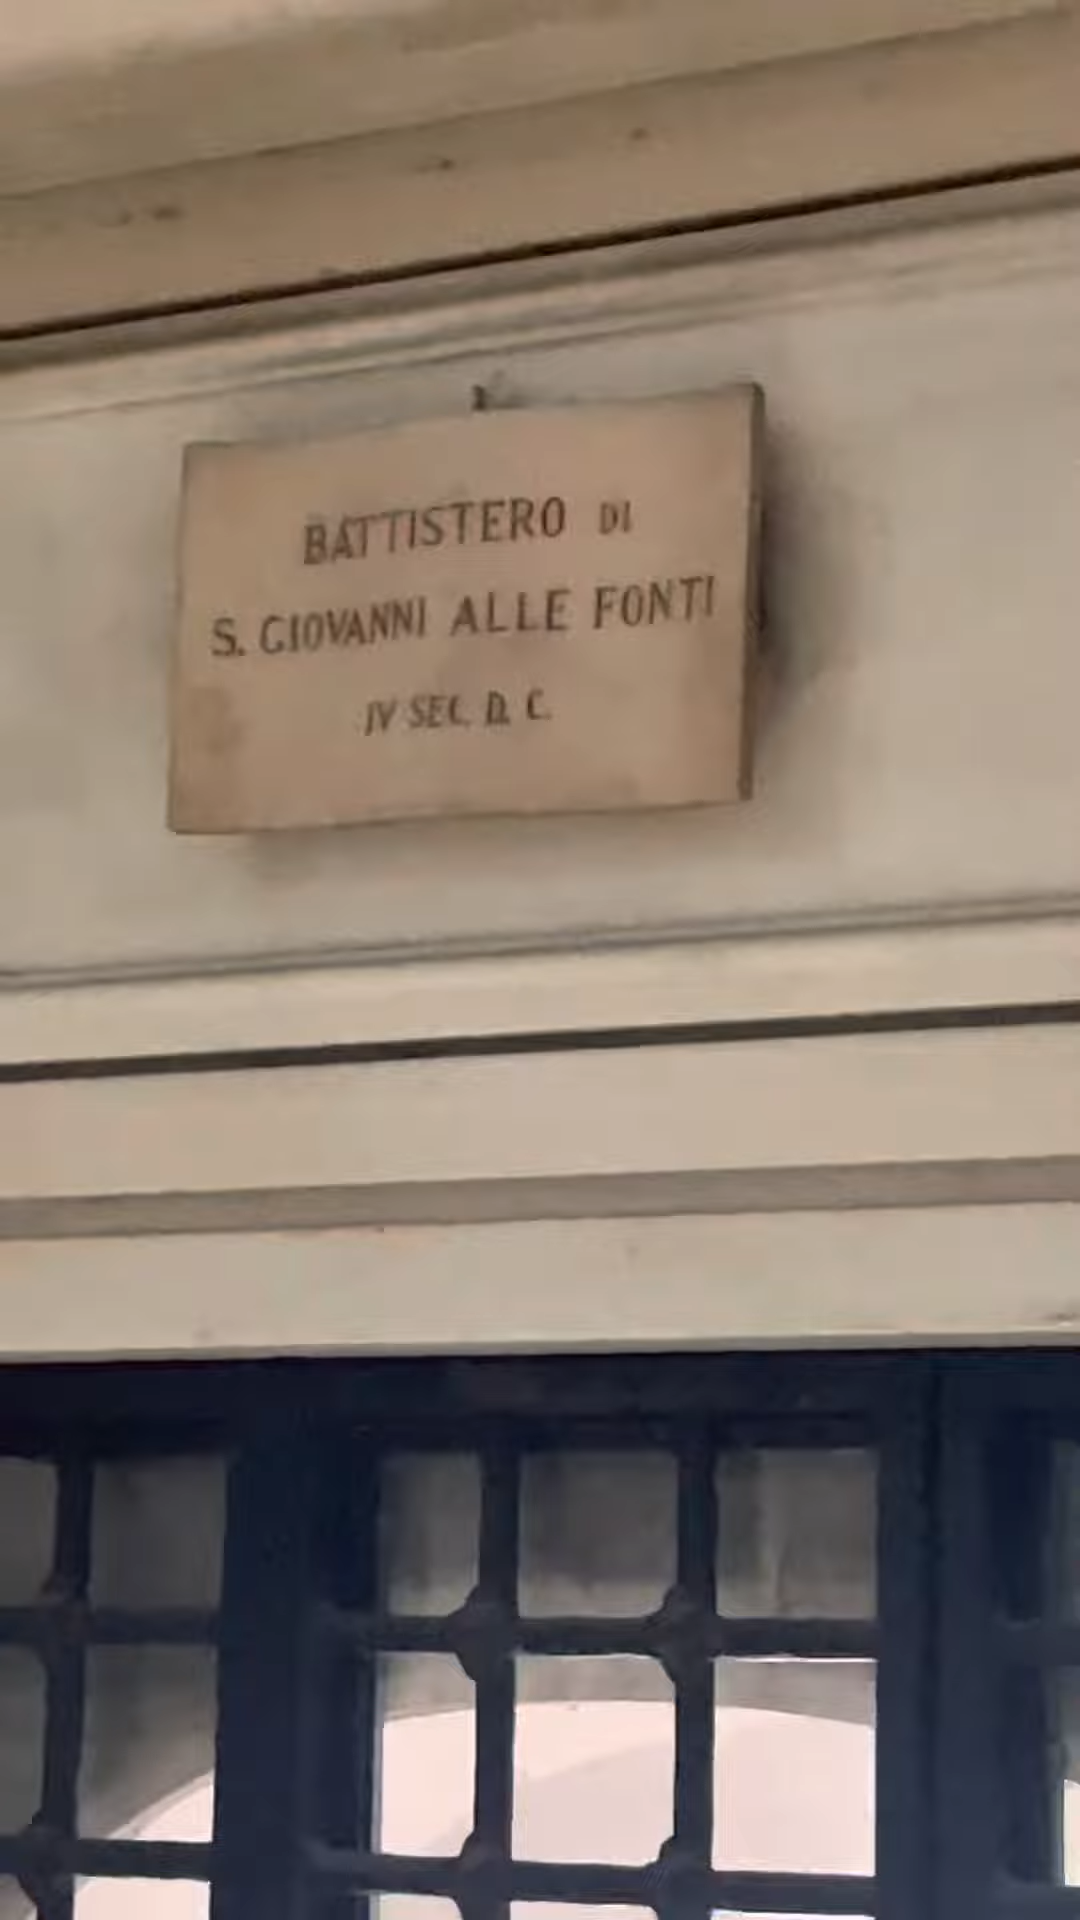 BATTISTERO DI
S. GIOVANNI ALLE FONTI
IV SEC. D. C.